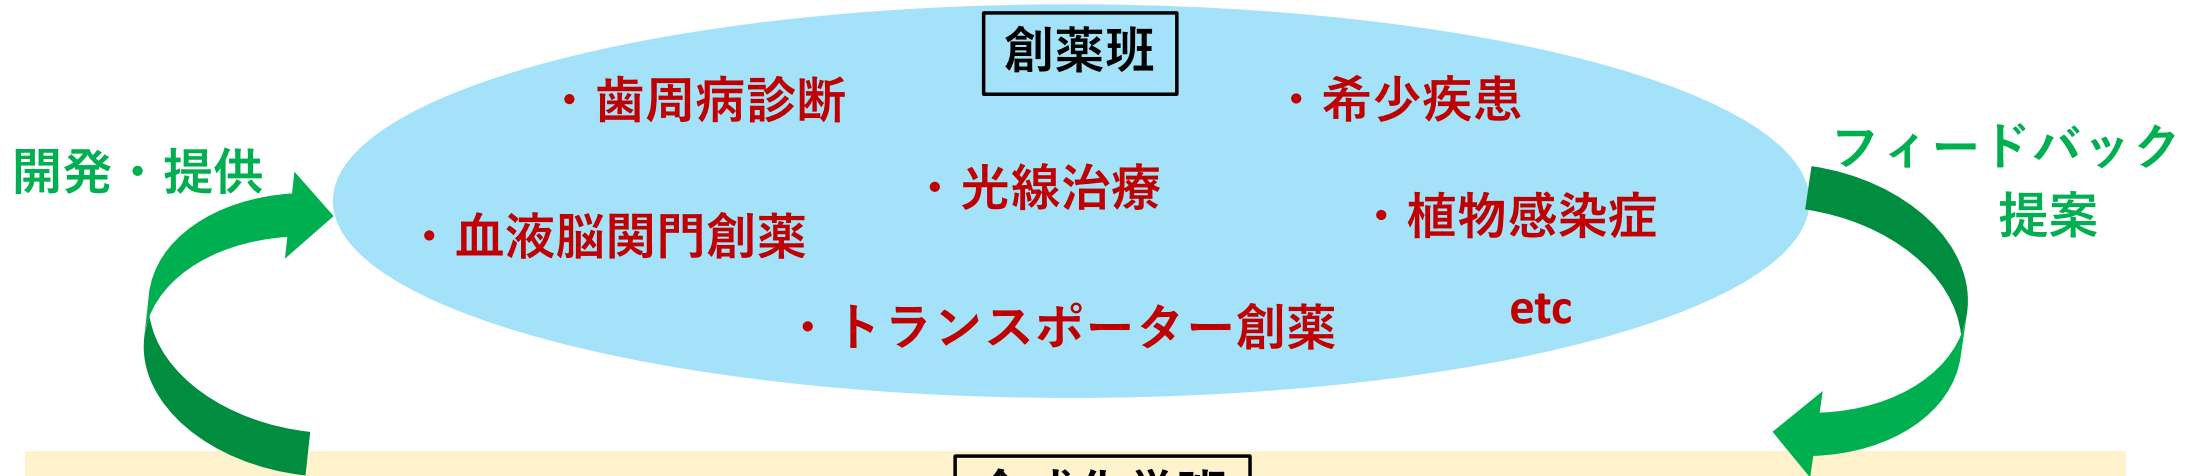 創薬班
・歯周病診断
・希少疾患
フィードバック
提案
開発・提供
・光線治療
・植物感染症
・血液脳関門創薬
・トランスポーター創薬
etc